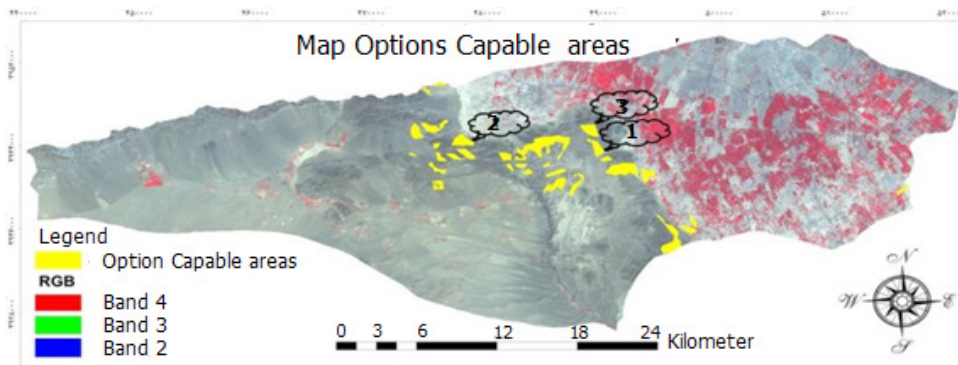 Map Options Capable areas
3
2
1
Legend
Option Capable areas
RGB
Band 4
Band 3
Band 2
0 3 6 12 18 24 Kilometer
N
W E
S